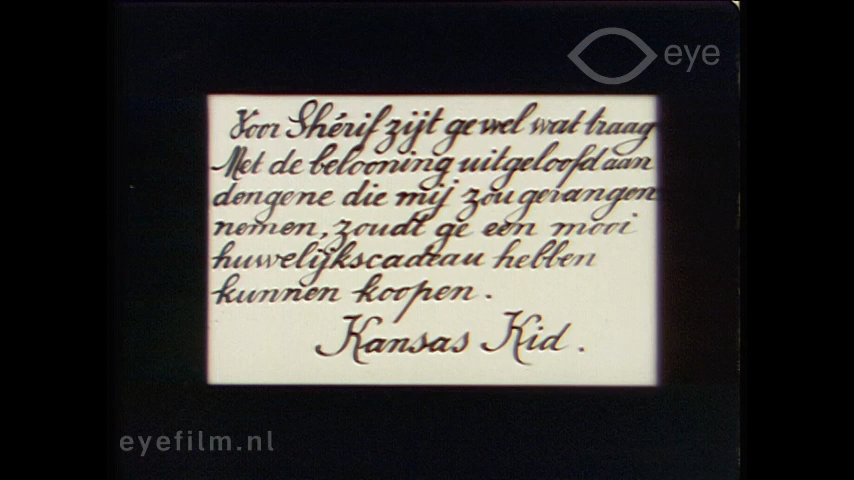 eye
Voor Shérif zijt ge wel wat traag
Met de belooning uitgeloofd aan
dengene die mij zou gevangen
nemen, zoudt ge een mooi
huwelijkscadeau hebben
kunnen koopen.
Kansas Kid.
eyefilm.nl